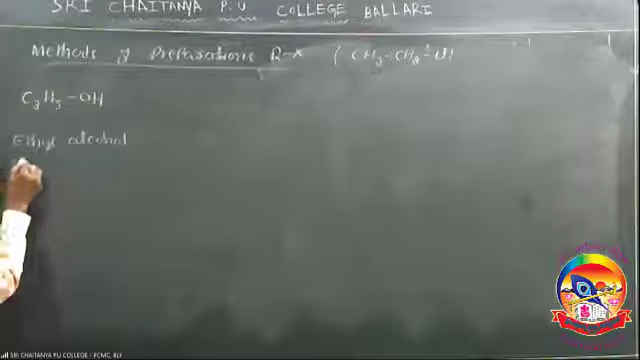 SRI CHAITANYA P.U COLLEGE BALLARI
Methods of Preparations R-X (CH3-CH2-Cl)
C2H5-OH
Ethyl alcohol
SRI CHAITANYA PU COLLEGE / PCMC, BLY